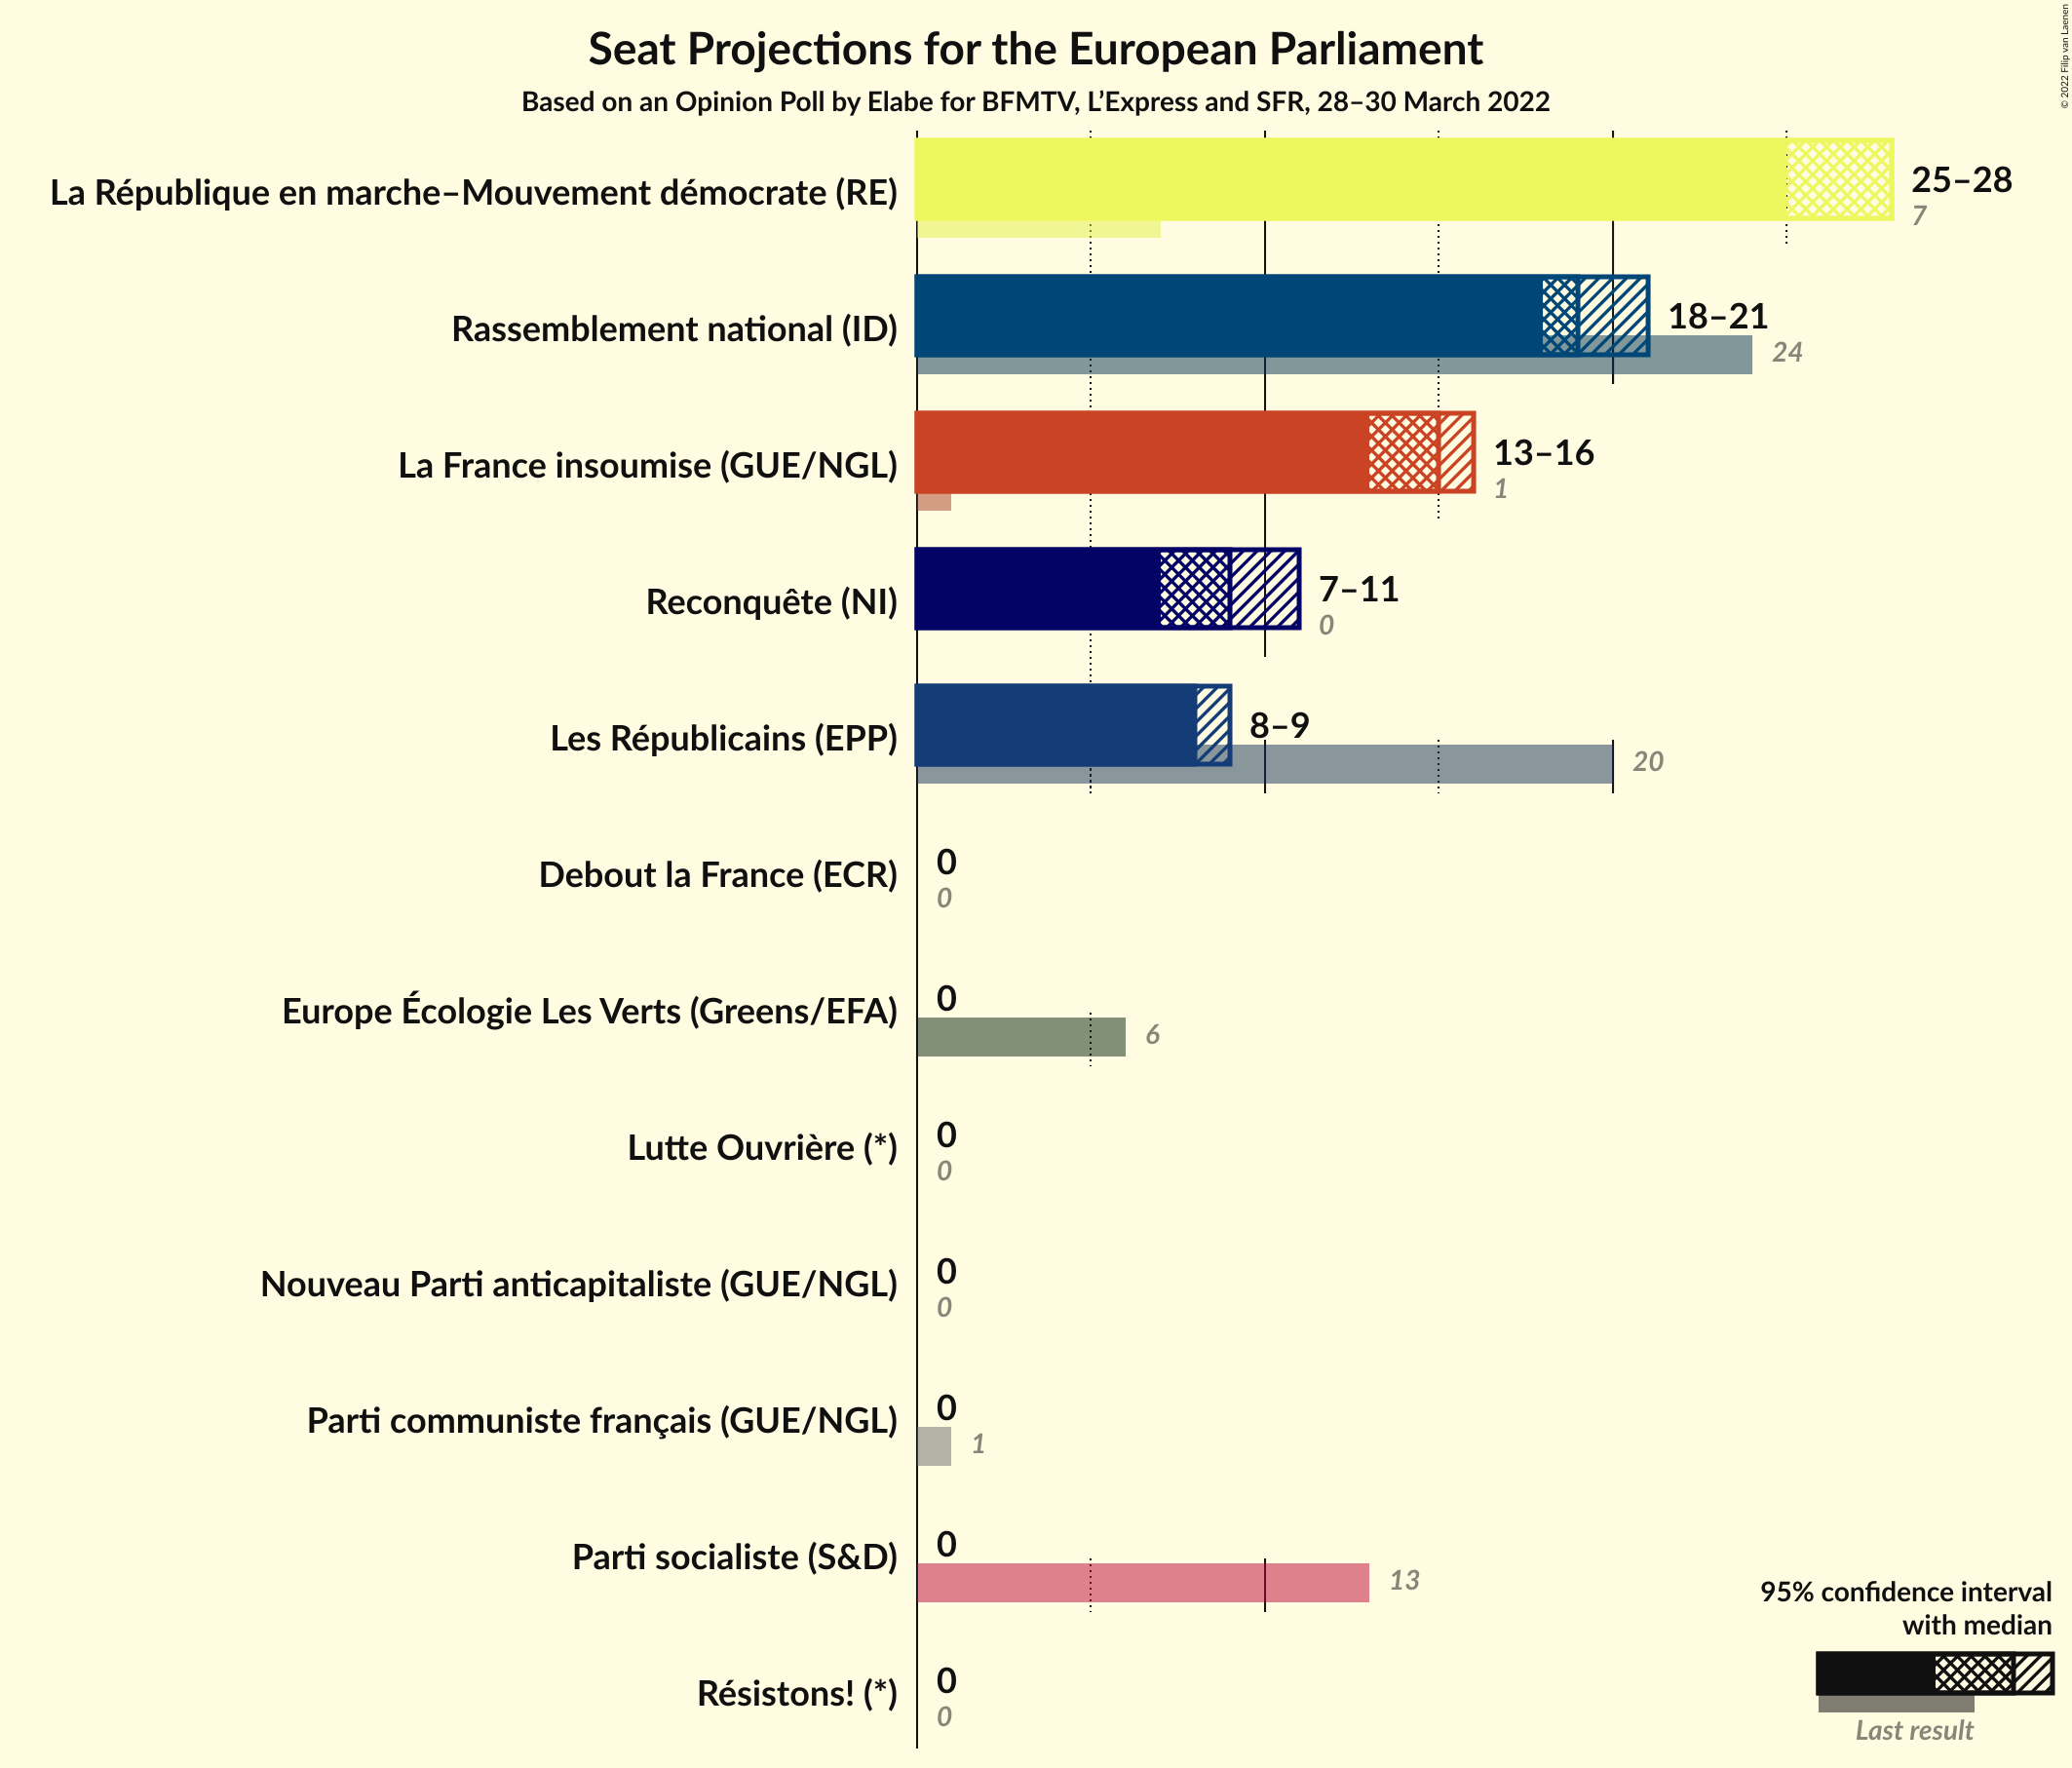 Seat Projections for the European Parliament
Based on an Opinion Poll by Elabe for BFMTV, L’Express and SFR, 28–30 March 2022
© 2022 Filip van Laenen
La République en marche–Mouvement démocrate (RE)
25–28
7
Rassemblement national (ID)
18–21
24
La France insoumise (GUE/NGL)
13–16
1
Reconquête (NI)
7–11
0
Les Républicains (EPP)
8–9
20
Debout la France (ECR)
0
0
Europe Écologie Les Verts (Greens/EFA)
0
6
Lutte Ouvrière (*)
0
0
Nouveau Parti anticapitaliste (GUE/NGL)
0
0
Parti communiste français (GUE/NGL)
0
1
Parti socialiste (S&D)
0
13
Résistons! (*)
0
0
95% confidence interval
with median
Last result